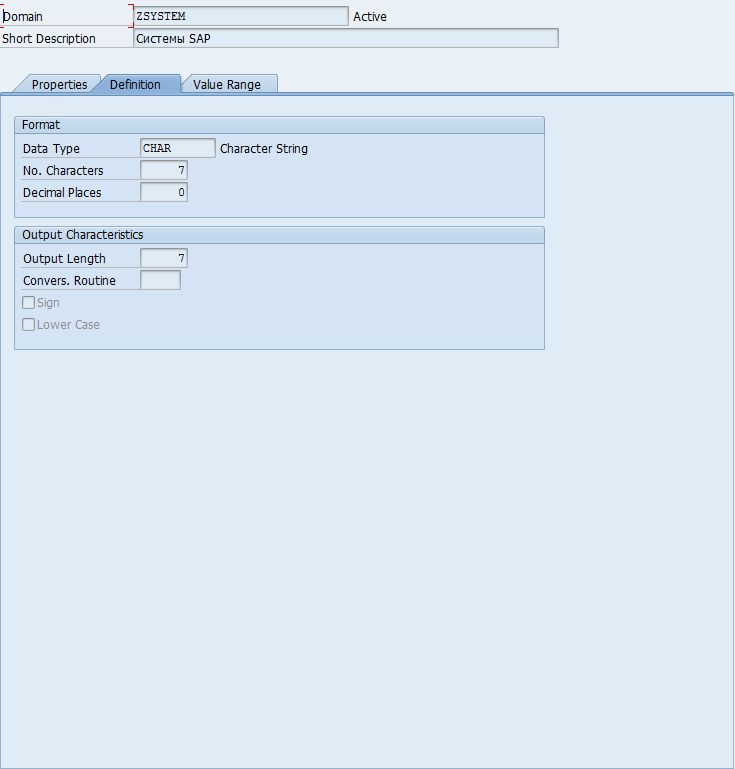 Domain ZSYSTEM Active
Short Description Системы SAP
Properties Definition Value Range
Format
Data Type CHAR Character String
No. Characters 7
Decimal Places 0
Output Characteristics
Output Length 7
Convers. Routine
Sign
Lower Case